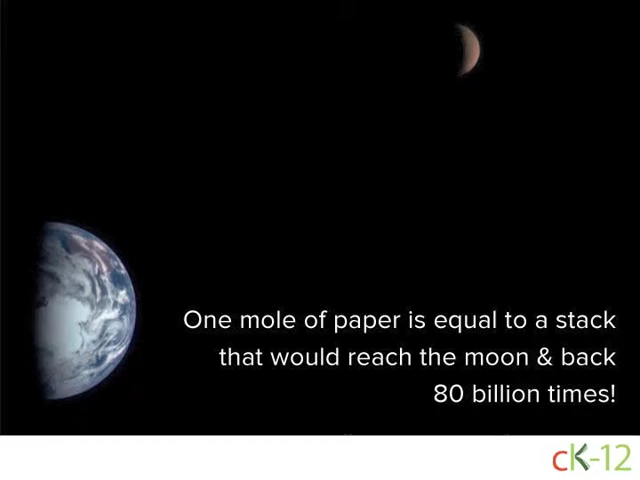 One mole of paper is equal to a stack
that would reach the moon & back
80 billion times!
cK-12